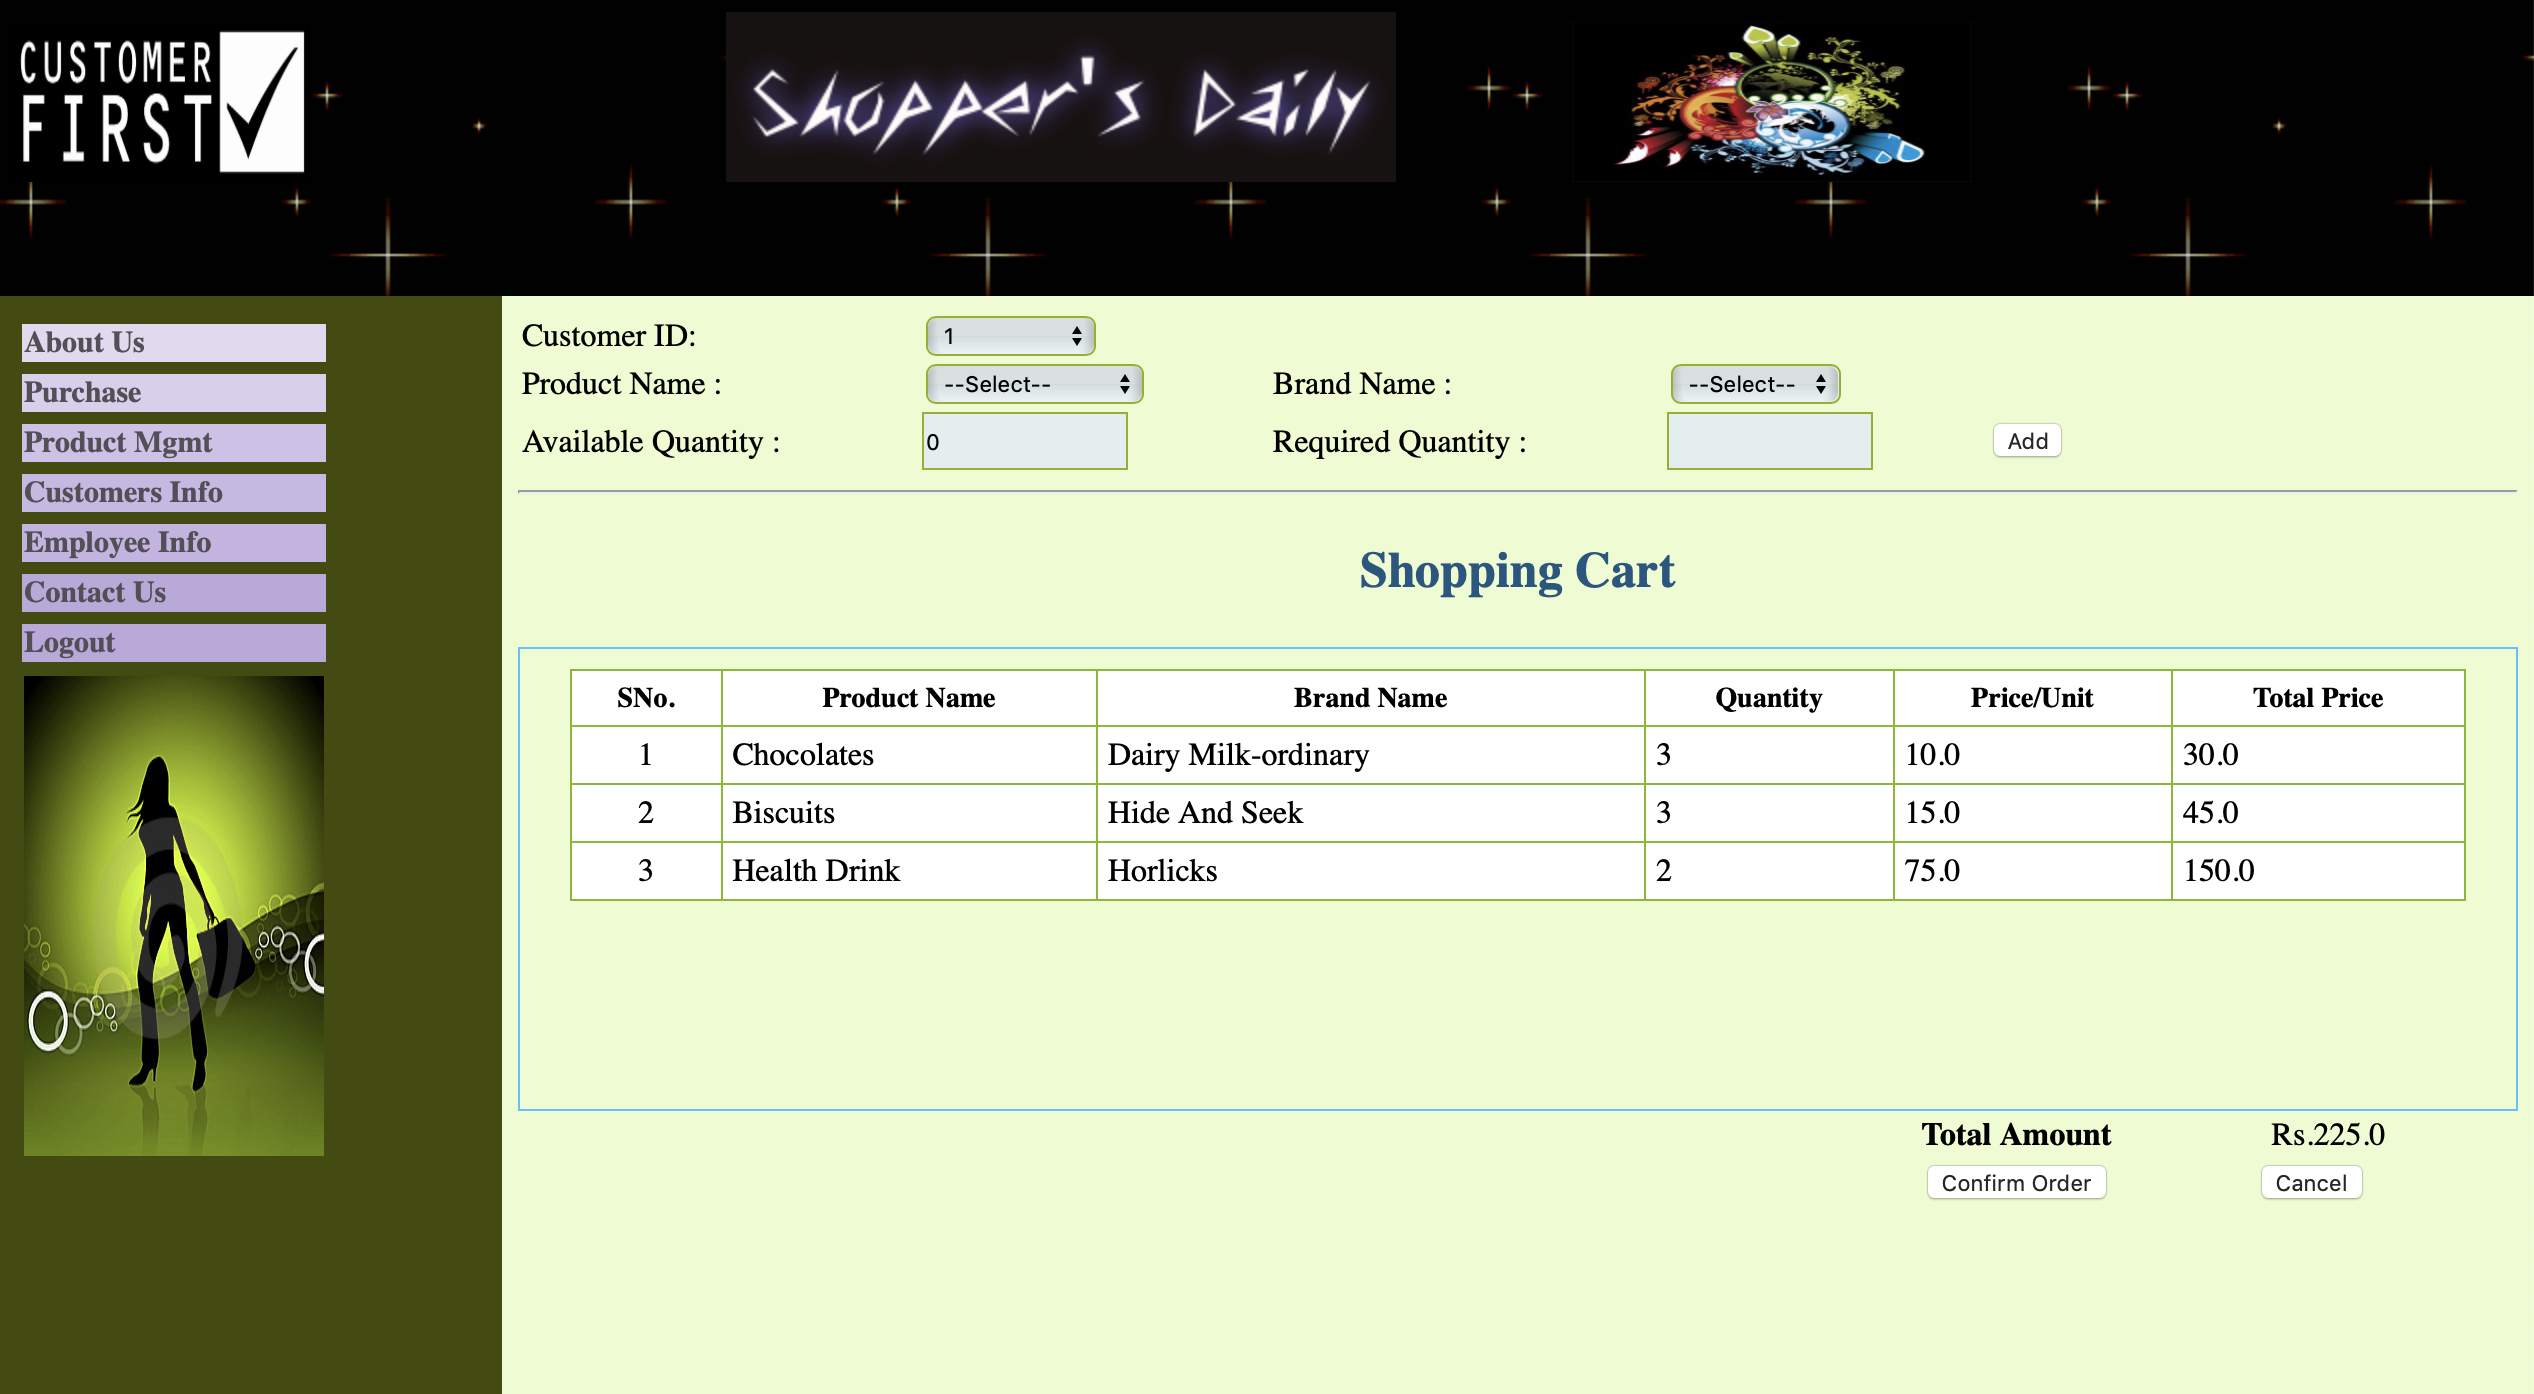 CUSTOMER
FIRST
Shopper's Daily
About Us
Purchase
Product Mgmt
Customers Info
Employee Info
Contact Us
Logout
Customer ID: 1
Product Name : --Select-- Brand Name : --Select--
Available Quantity : 0 Required Quantity : Add
Shopping Cart
SNo. Product Name Brand Name Quantity Price/Unit Total Price
1 Chocolates Dairy Milk-ordinary 3 10.0 30.0
2 Biscuits Hide And Seek 3 15.0 45.0
3 Health Drink Horlicks 2 75.0 150.0
Total Amount Rs.225.0
Confirm Order Cancel